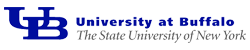 UB University at Buffalo
The State University of New York